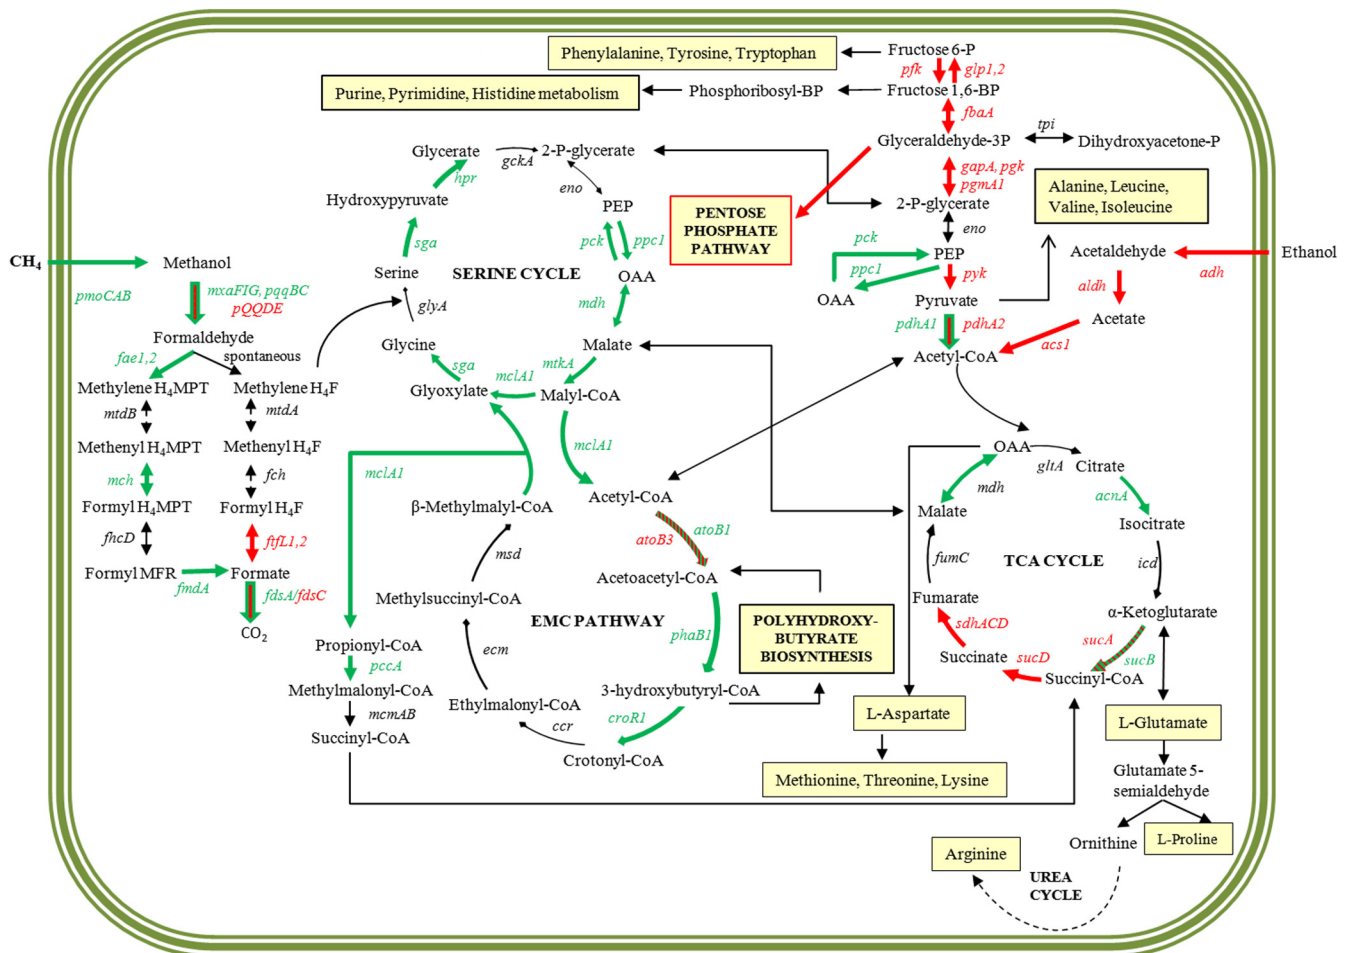 Phenylalanine, Tyrosine, Tryptophan
Fructose 6-P
pfk
glp1,2
Purine, Pyrimidine, Histidine metabolism
Phosphoribosyl-BP
Fructose 1,6-BP
fbaA
Glyceraldehyde-3P
tpi
Dihydroxyacetone-P
gapA, pgk
pgmA1
Glycerate
gckA
2-P-glycerate
hpr
eno
Hydroxypyruvate
PEP
pck
ppc1
sga
Serine
SERINE CYCLE
OAA
mdh
glyA
Glycine
Malate
sga
mtkA
mclA1
Glyoxylate
Malyl-CoA
mclA1
PENTOSE
PHOSPHATE
PATHWAY
2-P-glycerate
eno
Alanine, Leucine,
Valine, Isoleucine
pck
PEP
ppc1
pyk
OAA
Pyruvate
Acetaldehyde
adh
Ethanol
aldh
Acetate
pdhA1
pdhA2
acs1
Acetyl-CoA
CH4
Methanol
pmoCAB
mxaFIG, pqqBC
pQQDE
Formaldehyde
fae1,2
spontaneous
Methylene H4MPT
Methylene H4F
mtdB
mtdA
Methenyl H4MPT
Methenyl H4F
mch
fch
Formyl H4MPT
Formyl H4F
fhcD
ftfL1,2
Formyl MFR
Formate
fmdA
fdsA/fdsC
CO2
mclA1
β-Methylmalyl-CoA
Acetyl-CoA
atoB1
atoB3
msd
Acetoacetyl-CoA
Methylsuccinyl-CoA
EMC PATHWAY
phaB1
POLYHYDROXY-
BUTYRATE
BIOSYNTHESIS
ecm
Propionyl-CoA
pccA
Methylmalonyl-CoA
mcmAB
Succinyl-CoA
Ethylmalonyl-CoA
3-hydroxybutyryl-CoA
croR1
ccr
Crotonyl-CoA
OAA
gltA
Citrate
mdh
acnA
Malate
Isocitrate
fumC
TCA CYCLE
icd
Fumarate
α-Ketoglutarate
sdhACD
sucA
Succinate
sucD
sucB
Succinyl-CoA
L-Aspartate
L-Glutamate
Methionine, Threonine, Lysine
Glutamate 5-
semialdehyde
Ornithine
L-Proline
Arginine
UREA
CYCLE